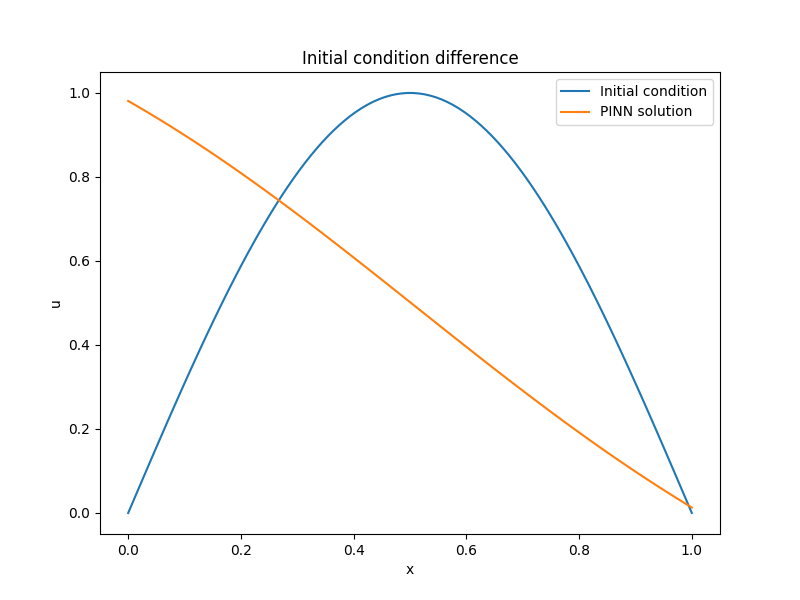 Initial condition difference
Initial condition
PINN solution
1.0
0.8
0.6
0.4
0.2
0.0
u
0.0 0.2 0.4 0.6 0.8 1.0
x